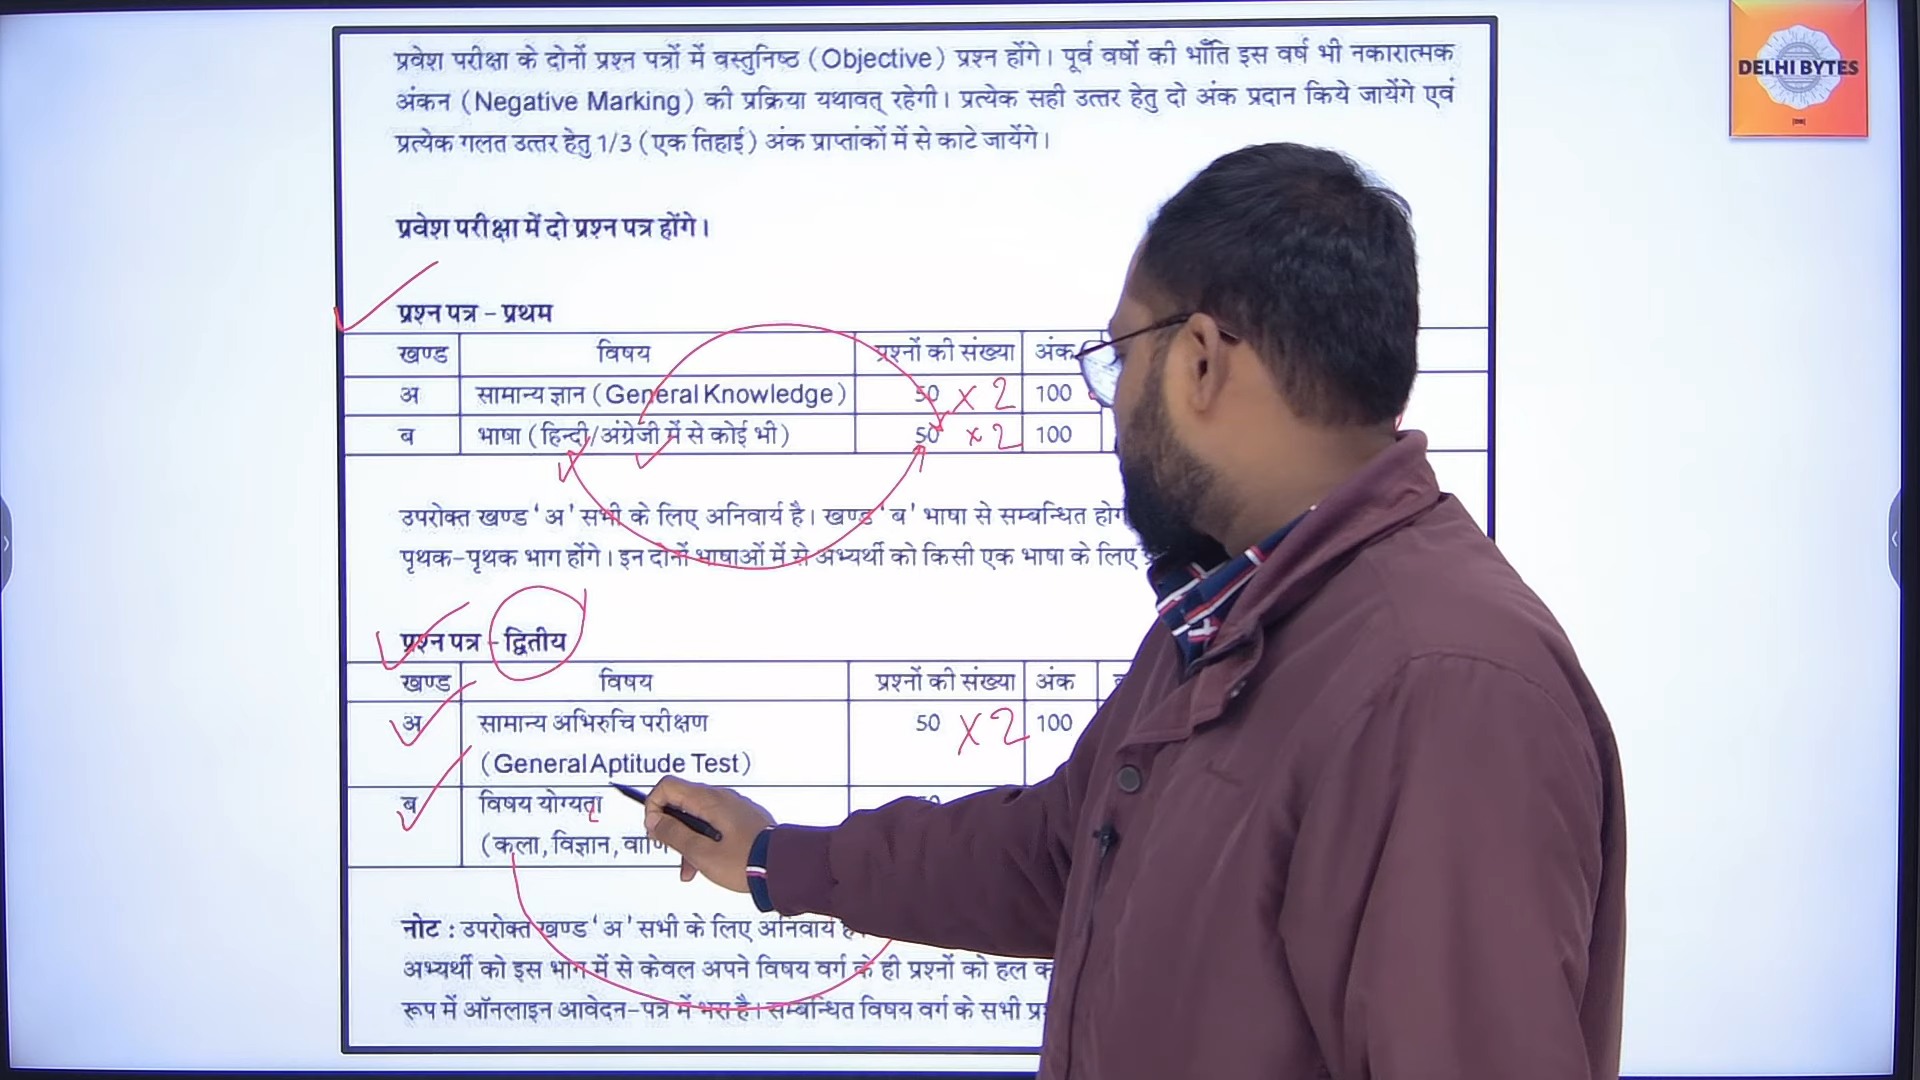 प्रवेश परीक्षा के दोनों प्रश्न पत्रों में वस्तुनिष्ठ (Objective) प्रश्न होंगे। पूर्व वर्षो की भाँति इस वर्ष भी नकारात्मक
DELHI BYTES
अंकन (Negative Marking) की प्रक्रिया यथावत् रहेगी। प्रत्येक सही उत्तर हेतु दो अंक प्रदान किये जायेंगे एवं
प्रत्येक गलत उत्तर हेतु 1/3 (एक तिहाई) अंक प्राप्तांकों में से काटे जायेंगे।
प्रवेश परीक्षा में दो प्रश्न पत्र होंगे।
प्रश्न पत्र – प्रथम
खण्ड विषय प्रश्नों की संख्या अंक
अ सामान्य ज्ञान (General Knowledge) 50 × 2 100
ब भाषा (हिन्दी/अंग्रेजी में से कोई भी) 50 × 2 100
उपरोक्त खण्ड 'अ' सभी के लिए अनिवार्य है। खण्ड 'ब' भाषा से सम्बन्धित
पृथक–पृथक भाग होंगे। इन दोनों भाषाओं में से अभ्यर्थी को किसी एक भाषा के लिए
प्रश्न पत्र – द्वितीय
खण्ड विषय प्रश्नों की संख्या अंक
अ सामान्य अभिरुचि परीक्षण 50 × 2 100
(General Aptitude Test)
ब विषय योग्यता
(कला, विज्ञान,
नोट : उपरोक्त खण्ड 'अ' सभी के लिए अनिवार्य
अभ्यर्थी को इस भाग में से केवल अपने विषय वर्ग के ही प्रश्नों को हल
रूप में ऑनलाइन आवेदन–पत्र में भरा है। सम्बन्धित विषय वर्ग के सभी